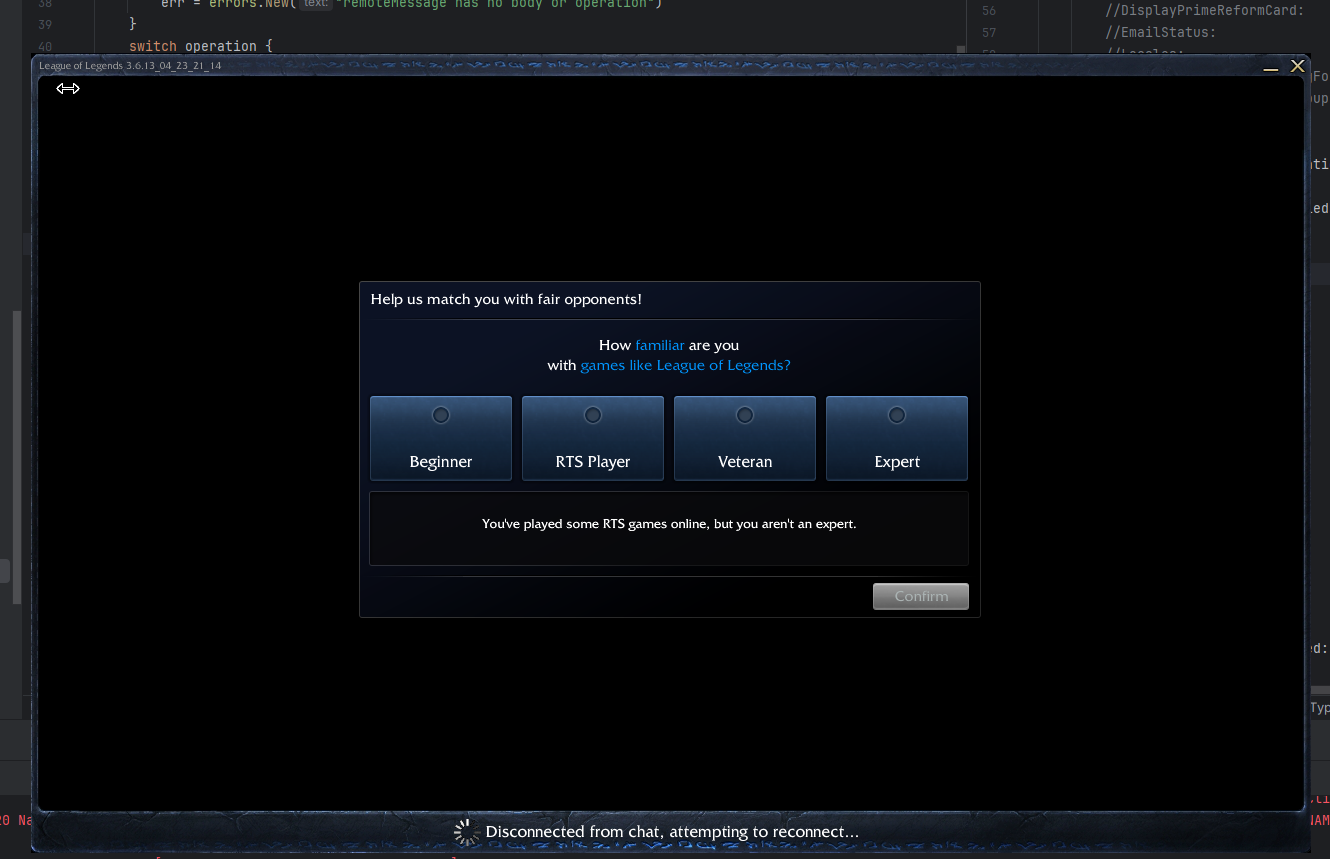 38 err = errors.New( text: "remoteMessage has no body or operation")
39 }
40 switch operation {
56 //DisplayPrimeReformCard:
57 //EmailStatus:
League of Legends 3.6.13_04_23_21_14
Help us match you with fair opponents!
How familiar are you
with games like League of Legends?
Beginner
RTS Player
Veteran
Expert
You've played some RTS games online, but you aren't an expert.
Confirm
Disconnected from chat, attempting to reconnect...